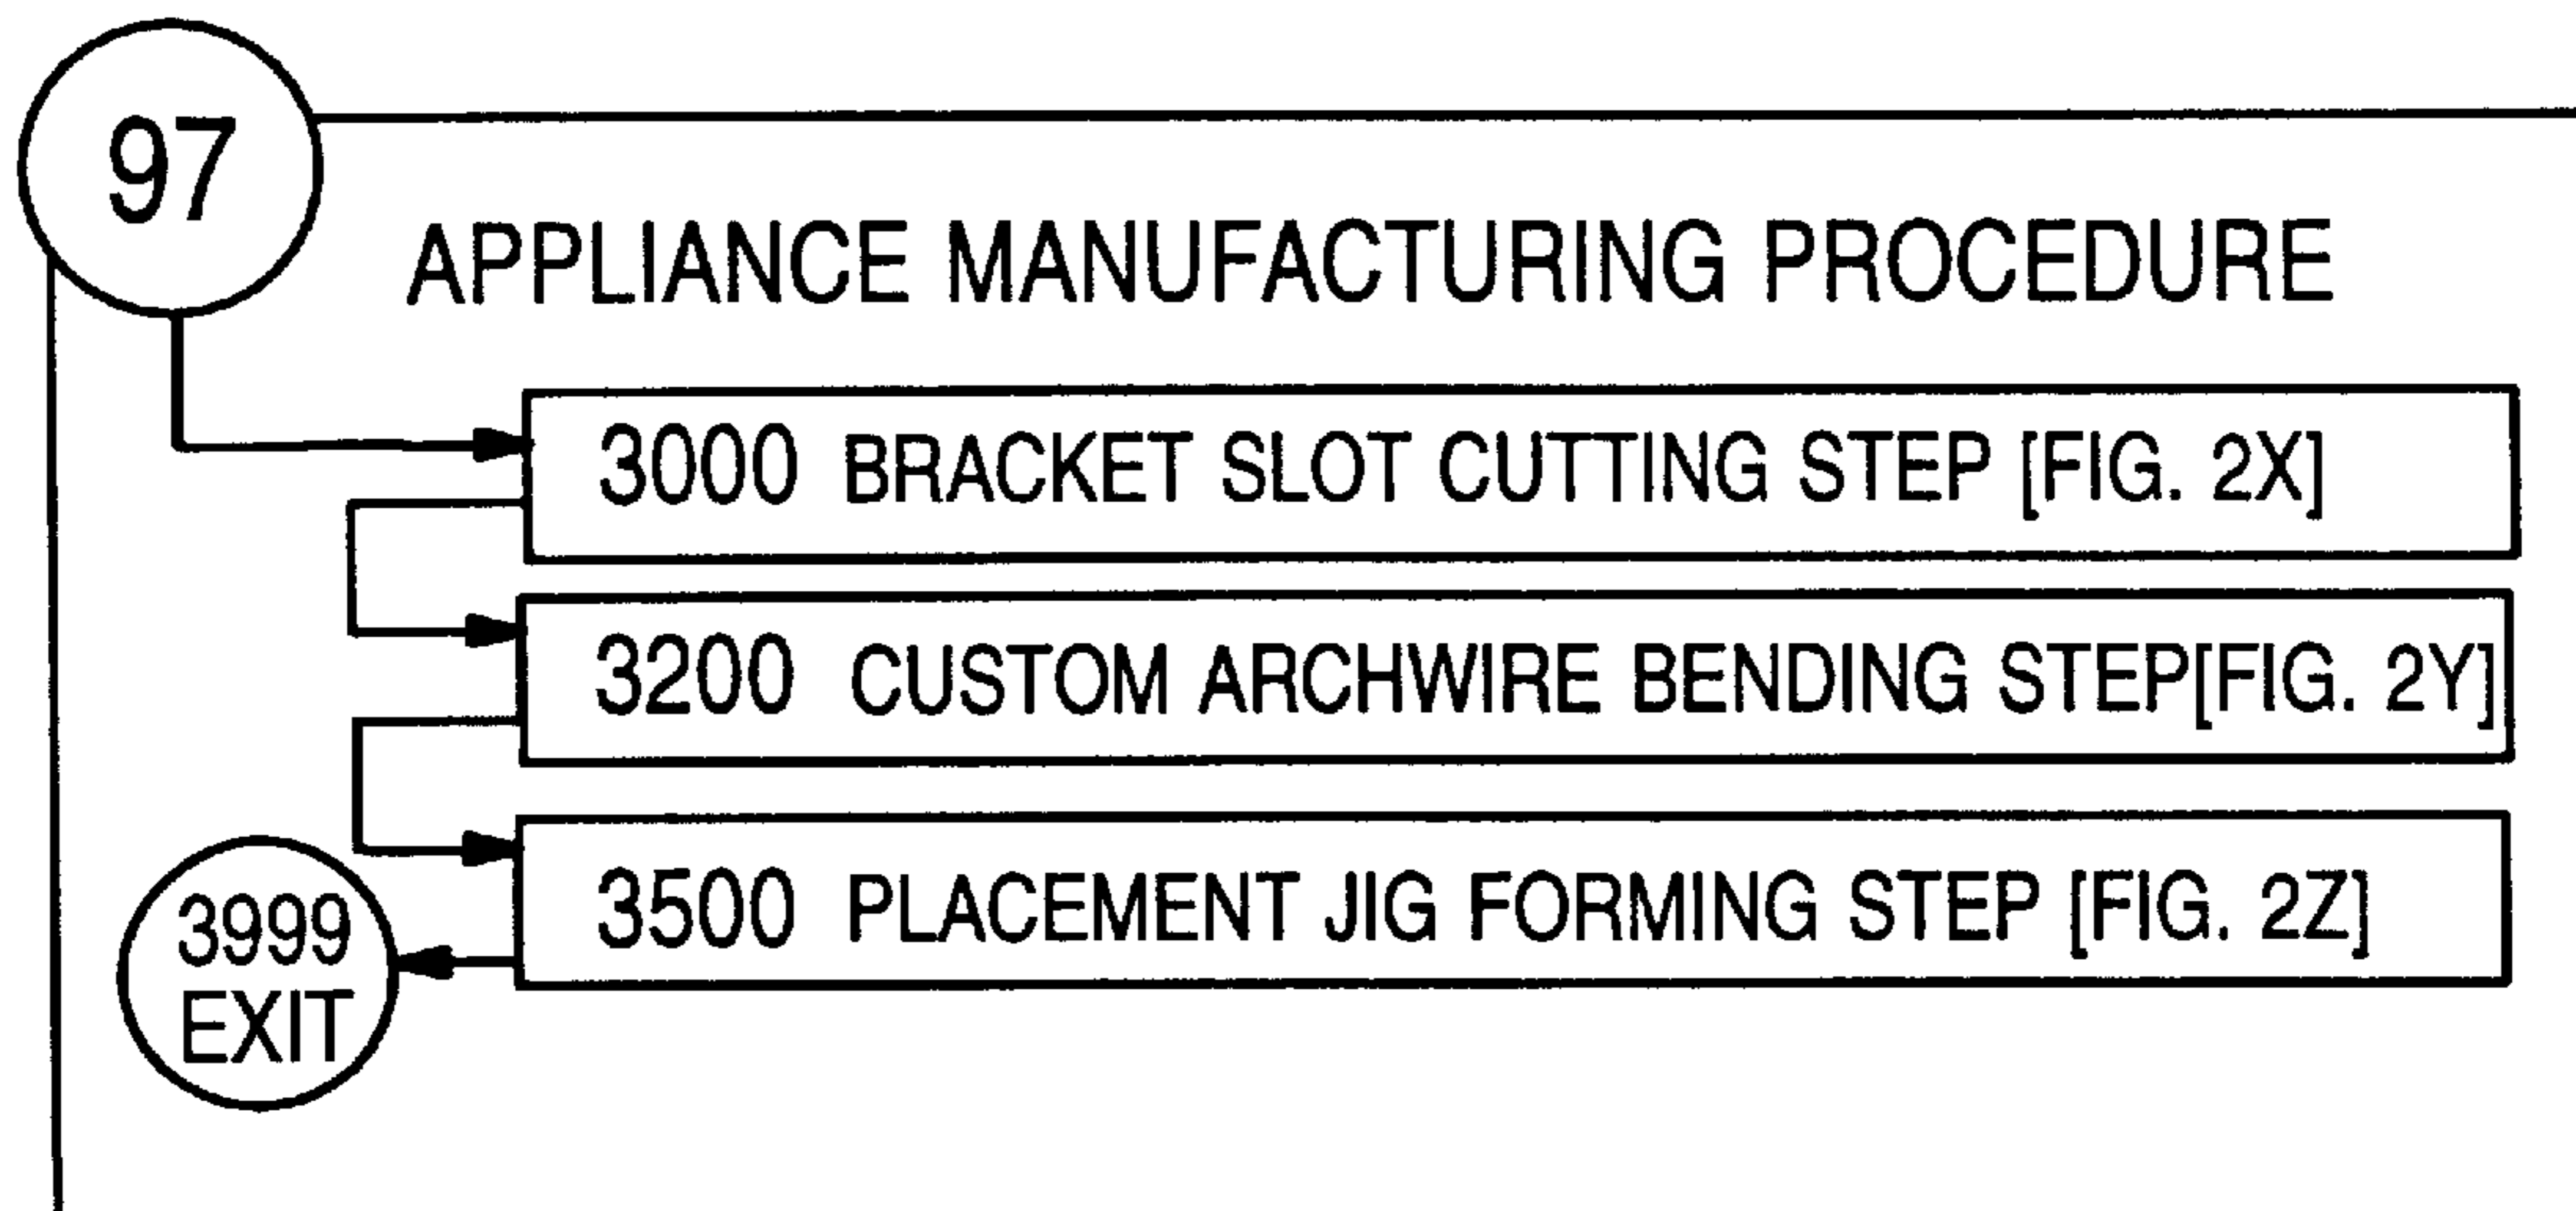 97
APPLIANCE MANUFACTURING PROCEDURE
3000 BRACKET SLOT CUTTING STEP [FIG. 2X]
3200 CUSTOM ARCHWIRE BENDING STEP[FIG. 2Y]
3500 PLACEMENT JIG FORMING STEP [FIG. 2Z]
3999
EXIT